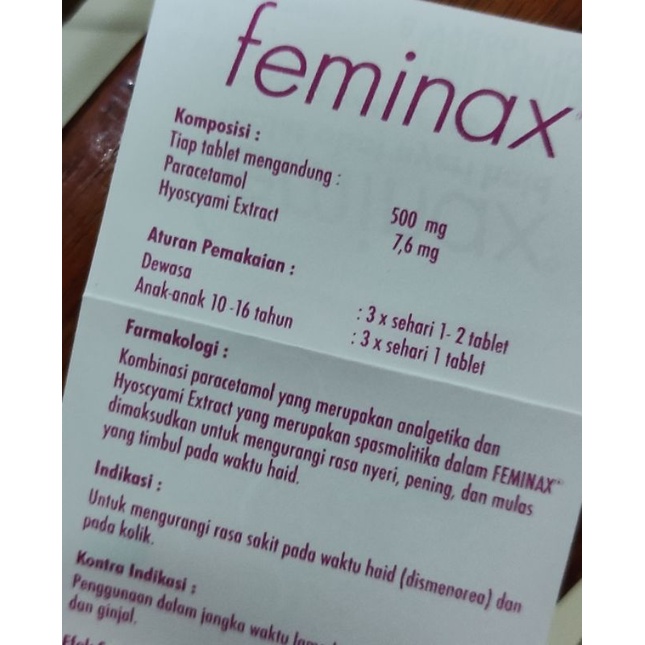 feminax
Komposisi :
Tiap tablet mengandung :
Paracetamol 500 mg
Hyoscyami Extract 7,6 mg
Aturan Pemakaian :
Dewasa : 3 x sehari 1- 2 tablet
Anak-anak 10 -16 tahun : 3 x sehari 1 tablet
Farmakologi :
Kombinasi paracetamol yang merupakan analgetika dan
Hyoscyami Extract yang merupakan spasmolitika dalam FEMINAX
dimaksudkan untuk mengurangi rasa nyeri, pening, dan mulas
yang timbul pada waktu haid.
Indikasi :
Untuk mengurangi rasa sakit pada waktu haid (dismenorea) dan
pada kolik.
Kontra Indikasi :
Penggunaan dalam jangka waktu
dan ginjal.